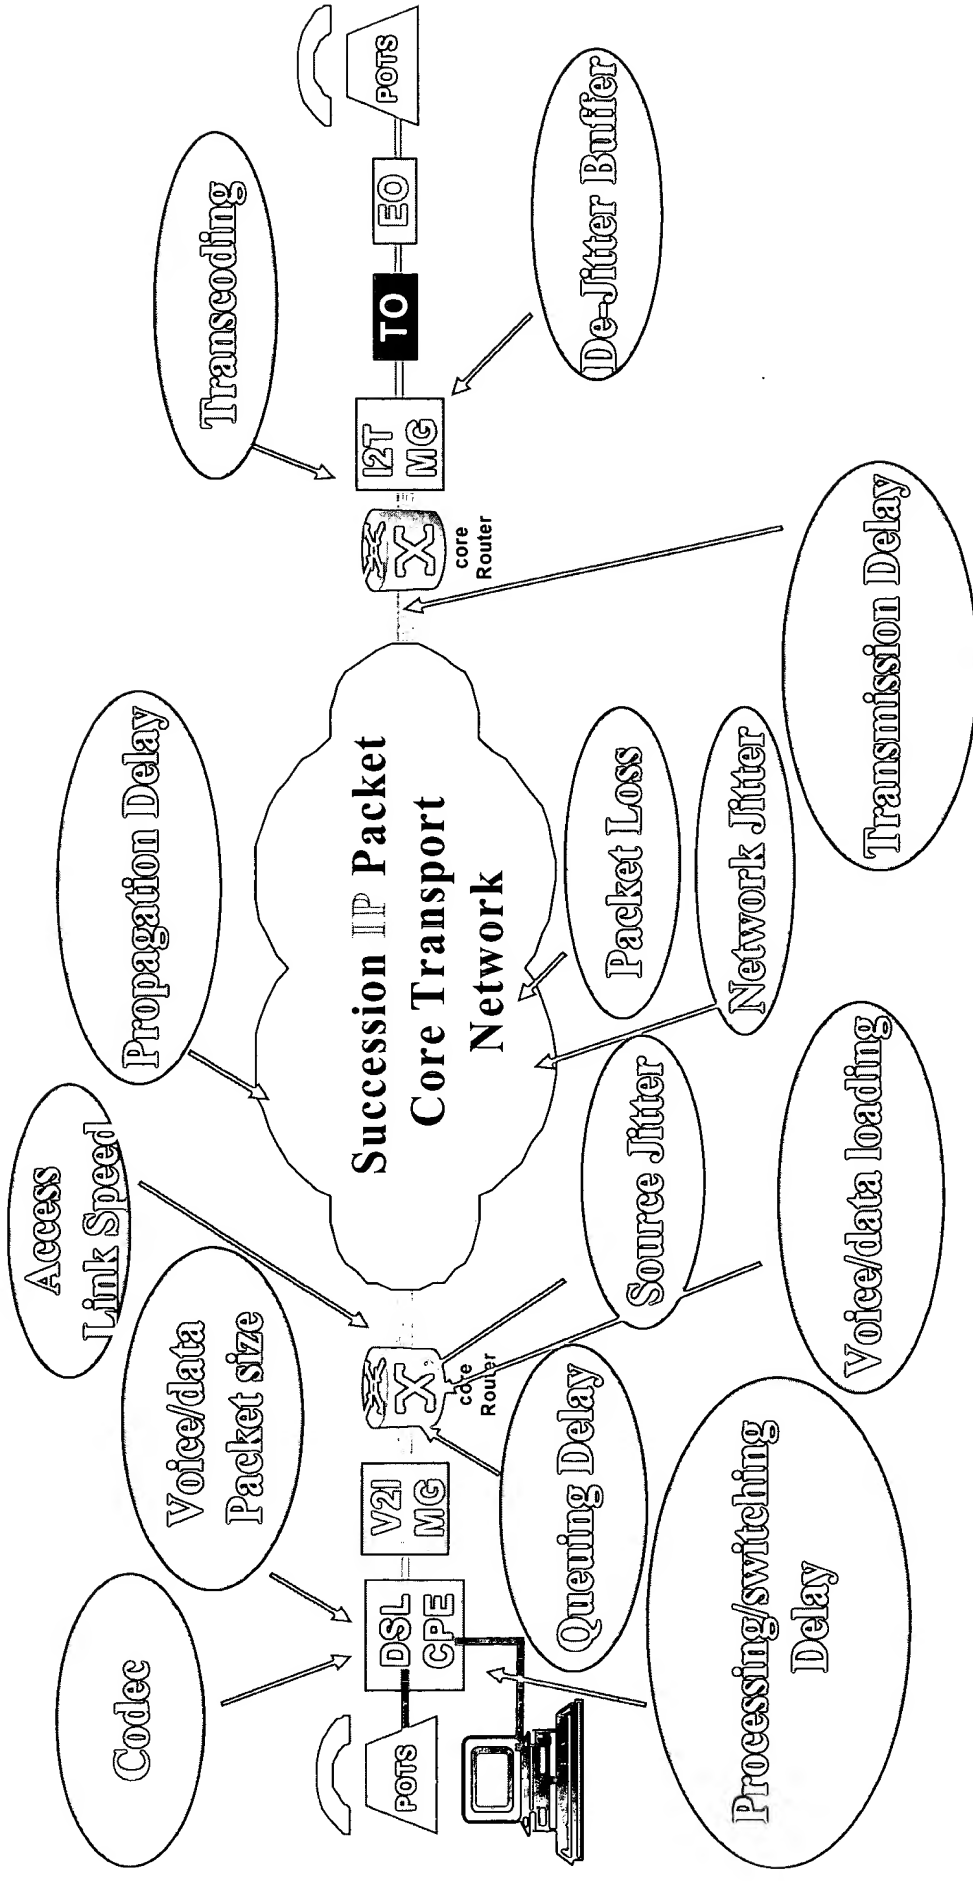 Codec
Voice/data
Packet size
Access
Link Speed
Propagation Delay
Transcoding
POTS
DSL
CPE
V2I
MG
core
Router
Succession IP Packet
Core Transport
Network
core
Router
I2T
MG
TO
EO
POTS
Processing/switching
Delay
Queuing Delay
Voice/data loading
Source Jitter
Network Jitter
Packet Loss
Transmission Delay
De-Jitter Buffer